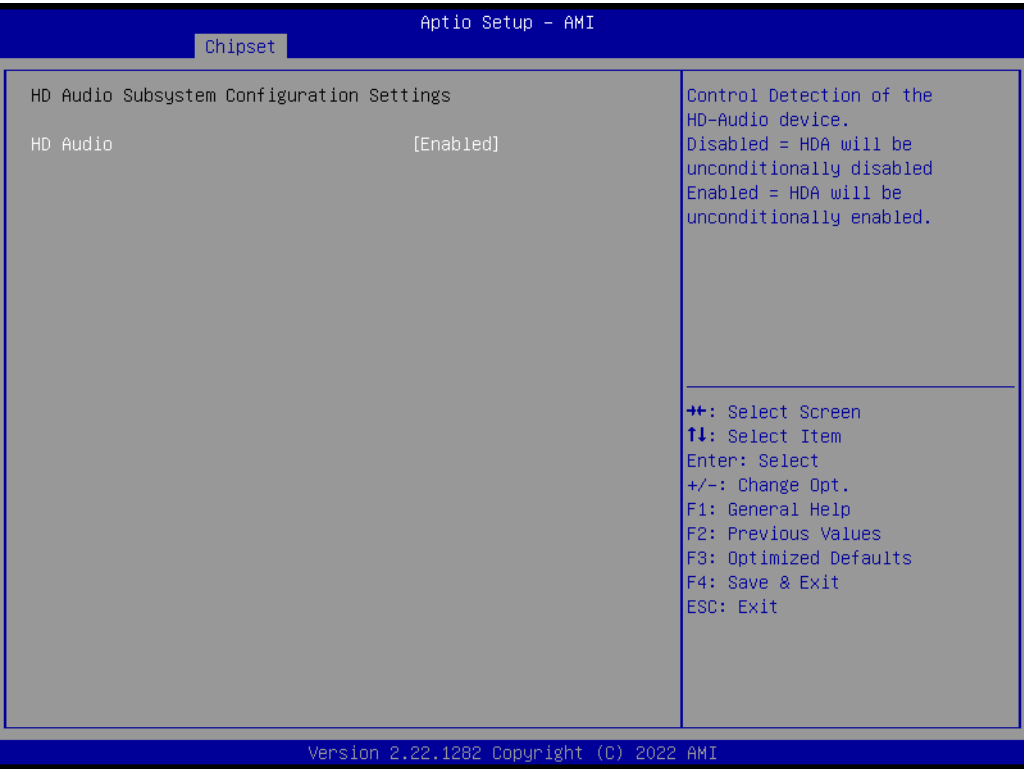 Aptio Setup – AMI
Chipset
HD Audio Subsystem Configuration Settings
HD Audio [Enabled]
Control Detection of the
HD-Audio device.
Disabled = HDA will be
unconditionally disabled
Enabled = HDA will be
unconditionally enabled.
→←: Select Screen
↑↓: Select Item
Enter: Select
+/-: Change Opt.
F1: General Help
F2: Previous Values
F3: Optimized Defaults
F4: Save & Exit
ESC: Exit
Version 2.22.1282 Copyright (C) 2022 AMI